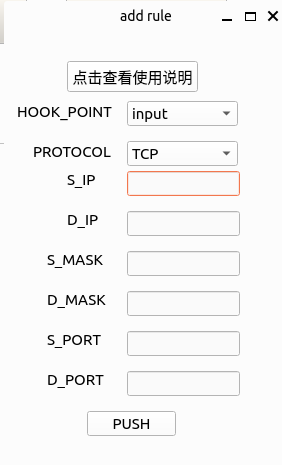 add rule
点击查看使用说明
HOOK_POINT input
PROTOCOL TCP
S_IP
D_IP
S_MASK
D_MASK
S_PORT
D_PORT
PUSH